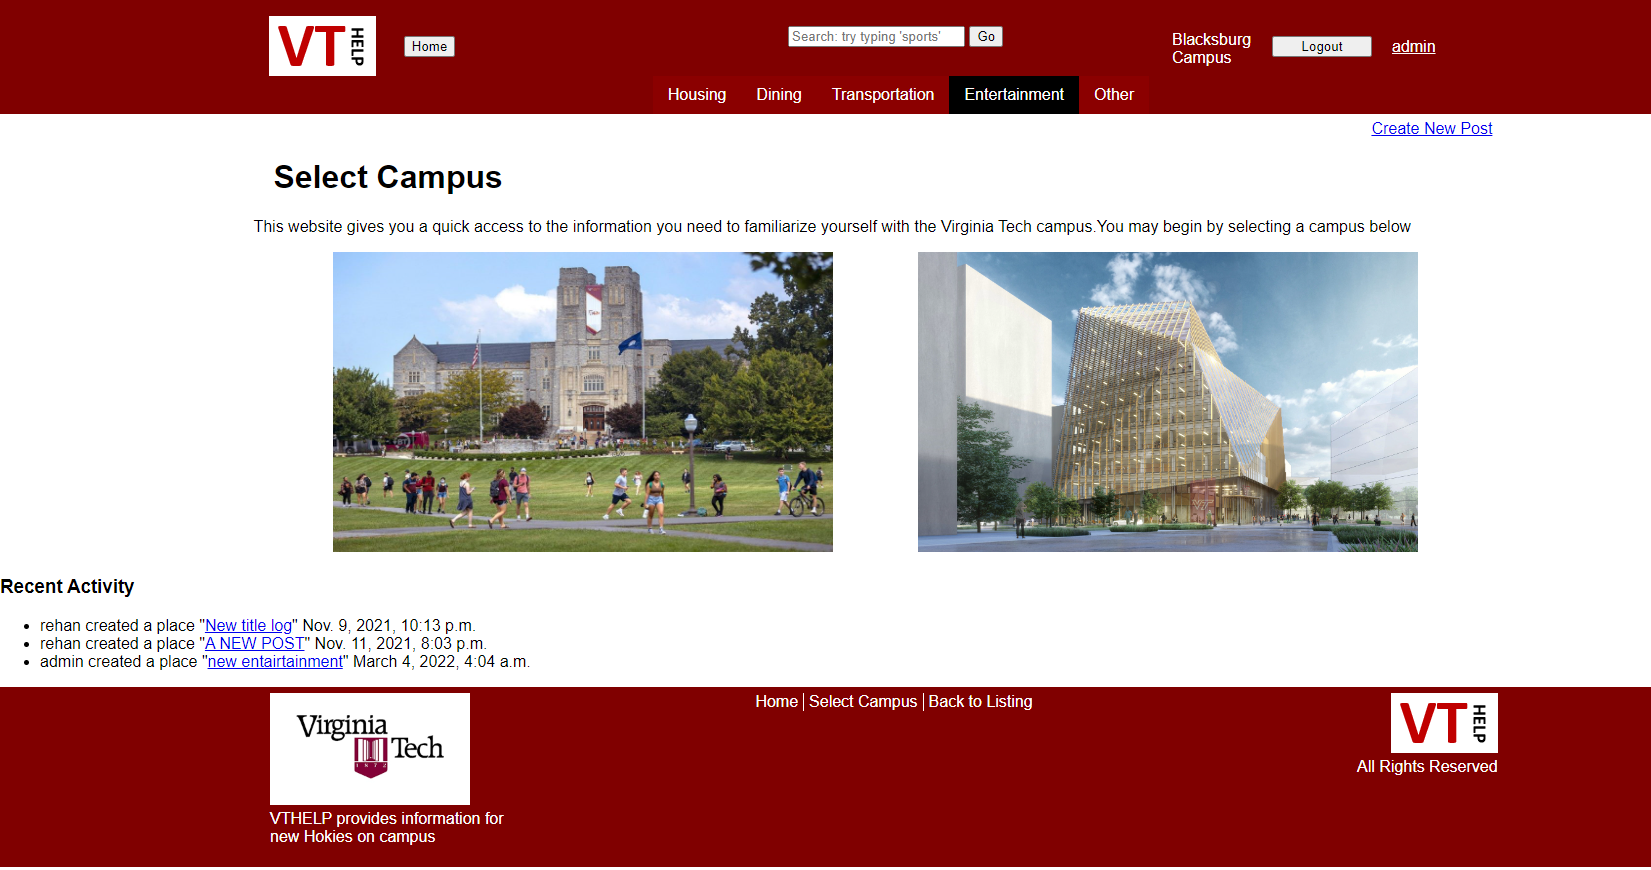 VT HELP
Home
Search: try typing 'sports'
Go
Blacksburg
Campus
Logout
admin
Housing
Dining
Transportation
Entertainment
Other
Create New Post
Select Campus
This website gives you a quick access to the information you need to familiarize yourself with the Virginia Tech campus.You may begin by selecting a campus below
Recent Activity
rehan created a place "New title log" Nov. 9, 2021, 10:13 p.m.
rehan created a place "A NEW POST" Nov. 11, 2021, 8:03 p.m.
admin created a place "new entairtainment" March 4, 2022, 4:04 a.m.
Virginia
Tech
1872
VTHELP provides information for
new Hokies on campus
Home
Select Campus
Back to Listing
VT HELP
All Rights Reserved